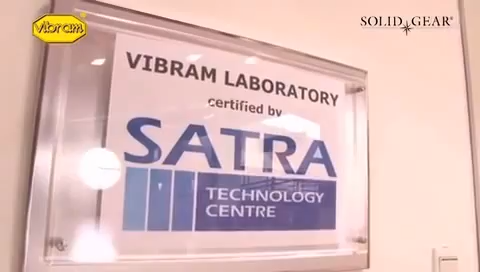 vibram
SOLID GEAR®
VIBRAM LABORATORY
certified by
SATRA
TECHNOLOGY
CENTRE